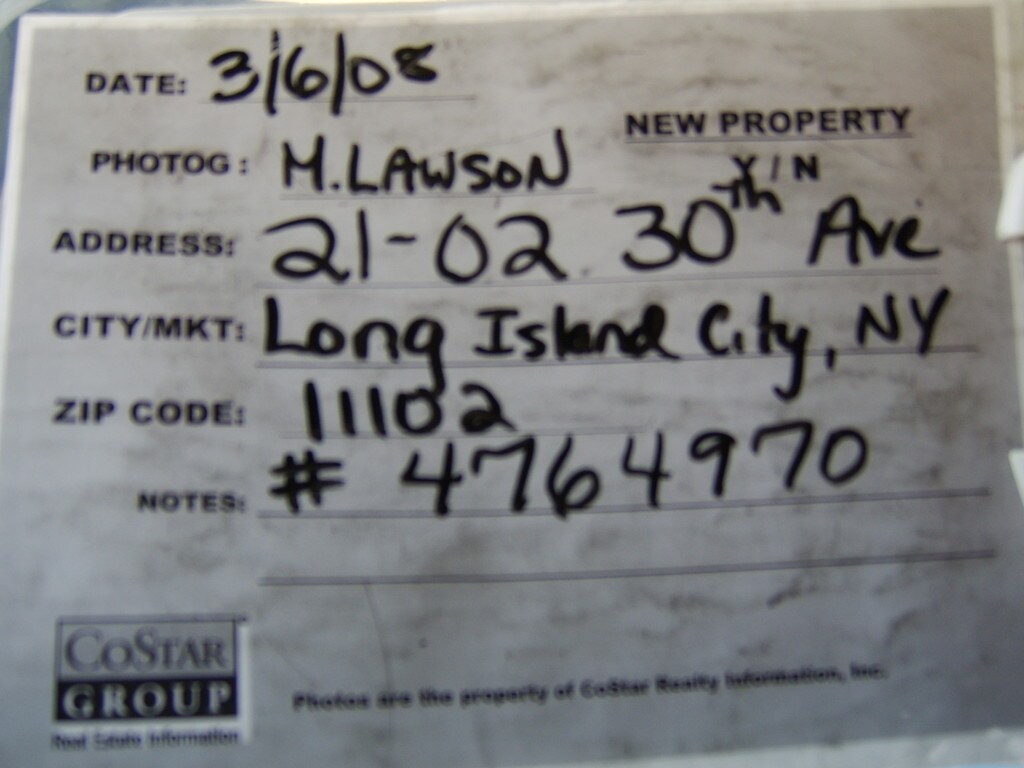 DATE: 3/6/08
NEW PROPERTY
PHOTOG: M.LAWSON Y/N
ADDRESS: 21-02 30th Ave
CITY/MKT: Long Island City, NY
ZIP CODE: 11102
NOTES: # 4764970
COSTAR
GROUP
Real Estate Information
Photos are the property of CoStar Realty Information, Inc.